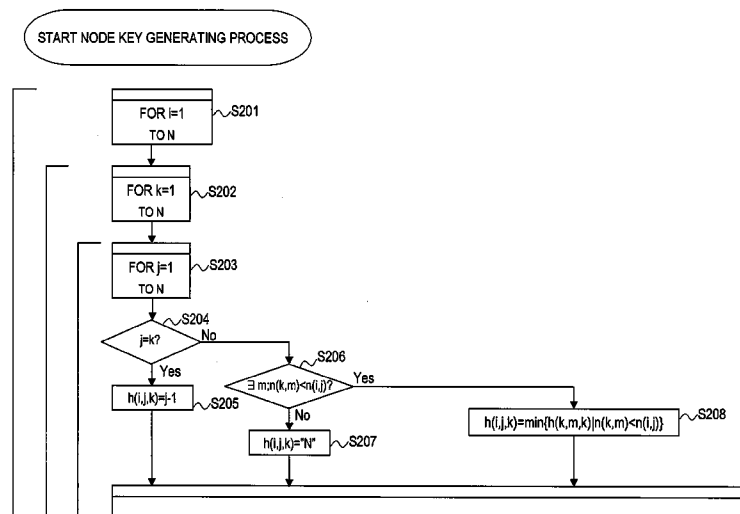 START NODE KEY GENERATING PROCESS
FOR i=1
TO N
S201
FOR k=1
TO N
S202
FOR j=1
TO N
S203
S204
j=k?
No
Yes
S206
∃ m;n(k,m)<n(i,j)?
Yes
No
h(i,j,k)=j-1
S205
h(i,j,k)="N"
S207
h(i,j,k)=min{h(k,m,k)|n(k,m)<n(i,j)}
S208